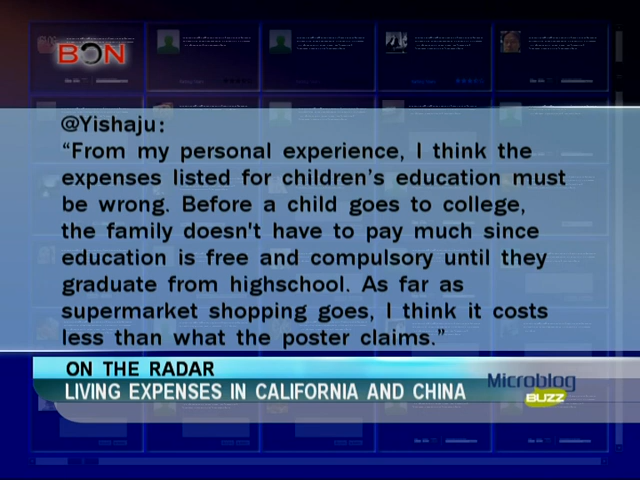 BON
@Yishaju:
“From my personal experience, I think the
expenses listed for children’s education must
be wrong. Before a child goes to college,
the family doesn't have to pay much since
education is free and compulsory until they
graduate from highschool. As far as
supermarket shopping goes, I think it costs
less than what the poster claims.”
ON THE RADAR
LIVING EXPENSES IN CALIFORNIA AND CHINA
Microblog
BUZZ